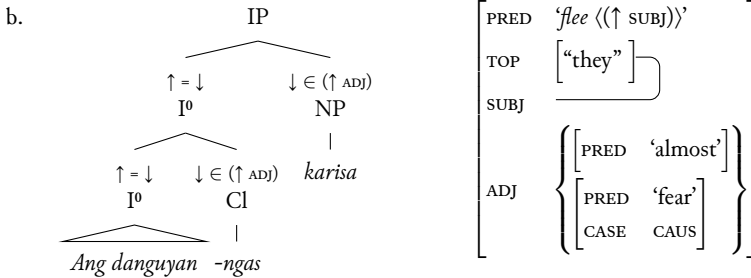 b.
IP
↑ = ↓ ↓ ∈ (↑ ADJ)
I⁰ NP
↑ = ↓ ↓ ∈ (↑ ADJ) karisa
I⁰ Cl
Ang danguyan -ngas
PRED ‘flee ⟨(↑ SUBJ)⟩’
TOP [“they”]
SUBJ
ADJ
PRED ‘almost’
PRED ‘fear’
CASE CAUS